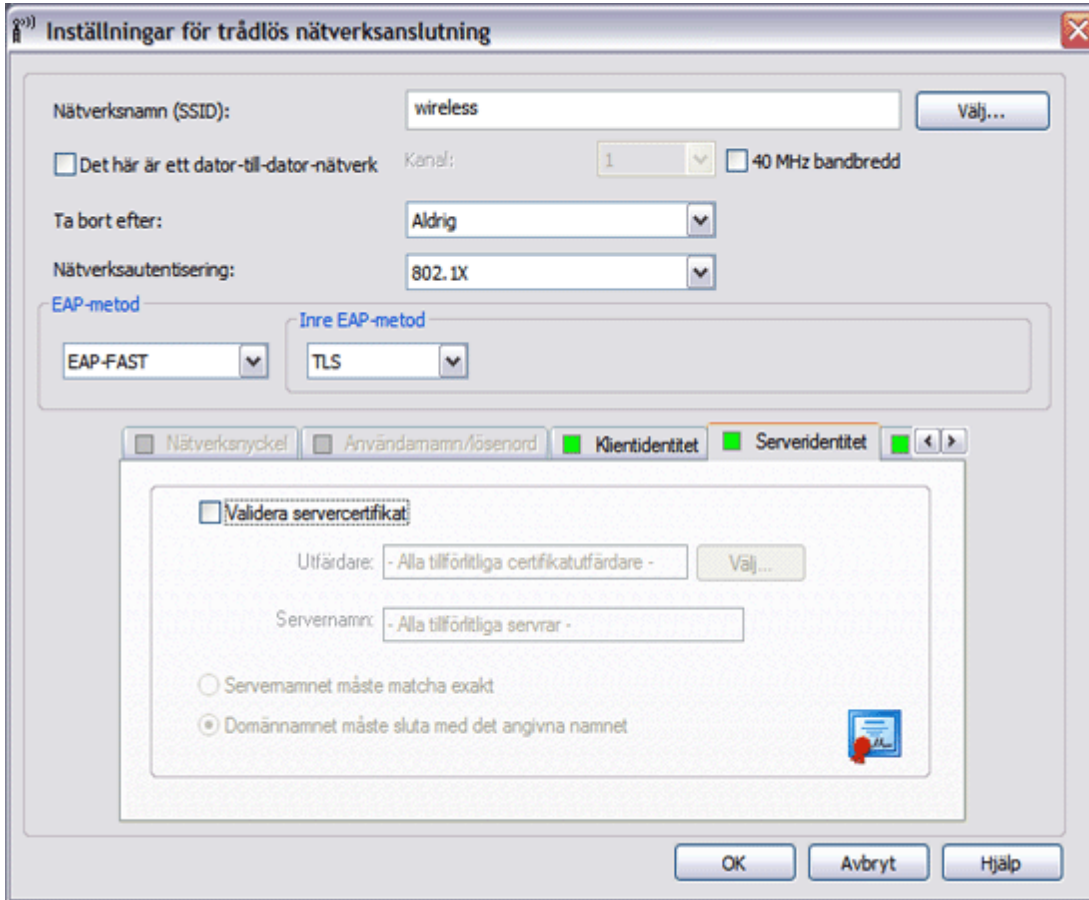 Inställningar för trådlös nätverksanslutning
Nätverksnamn (SSID): wireless Välj...
Det här är ett dator-till-dator-nätverk Kanal: 1 40 MHz bandbredd
Ta bort efter: Aldrig
Nätverksautentisering: 802.1X
EAP-metod
Inre EAP-metod
EAP-FAST TLS
Nätverksnyckel Användarnamn/lösenord Klientidentitet Serveridentitet
Validera servercertifikat
Utfärdare: - Alla tillförlitliga certifikatutfärdare - Välj...
Servernamn: - Alla tillförlitliga servrar -
Servernamnet måste matcha exakt
Domännamnet måste sluta med det angivna namnet
OK Avbryt Hjälp